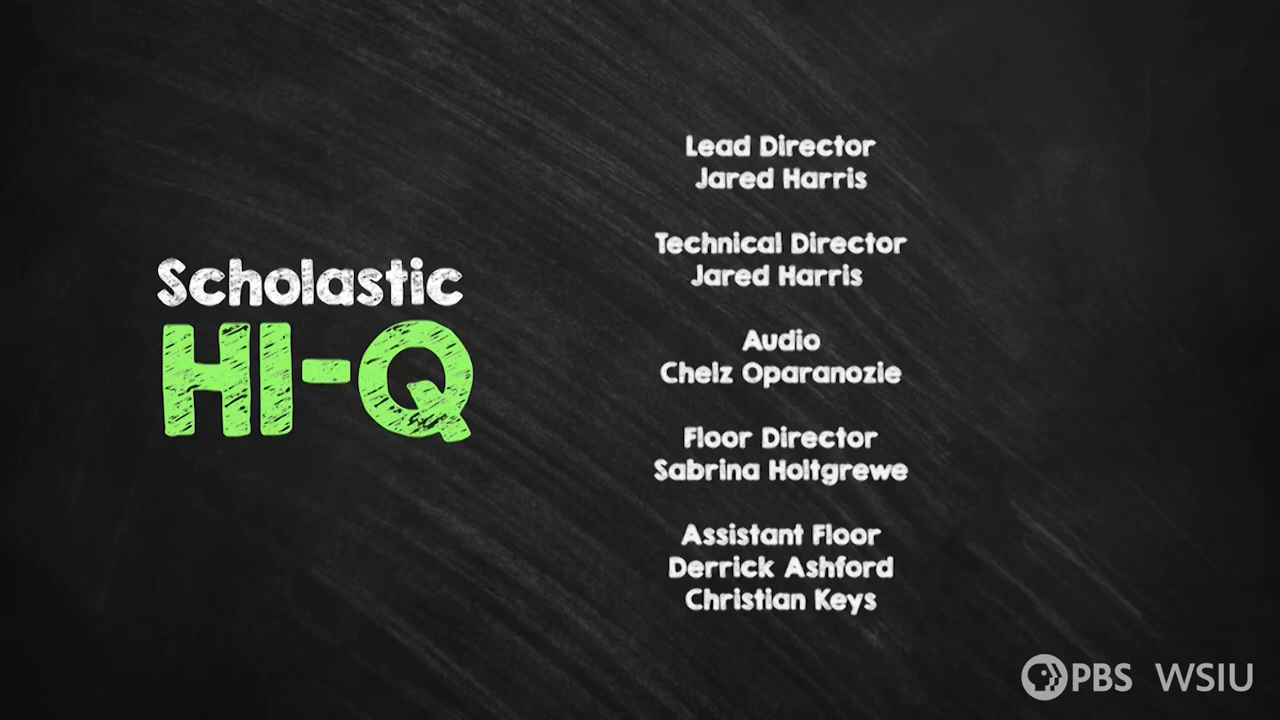 Scholastic
HI-Q
Lead Director
Jared Harris
Technical Director
Jared Harris
Audio
Chelz Oparanozie
Floor Director
Sabrina Holtgrewe
Assistant Floor
Derrick Ashford
Christian Keys
PBS WSIU